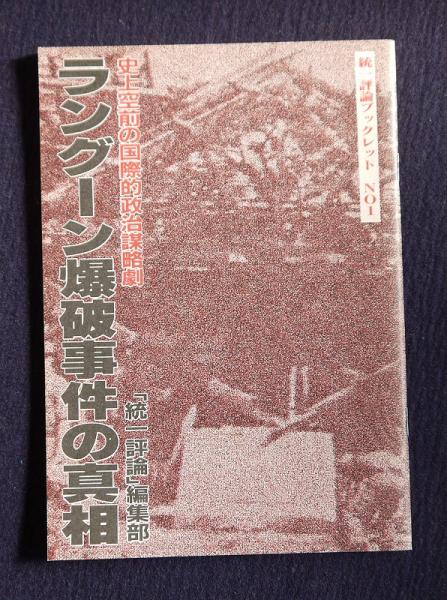 統一評論ブックレット NO1
史上空前の国際的政治謀略劇
ラングーン爆破事件の真相
「統一評論」編集部